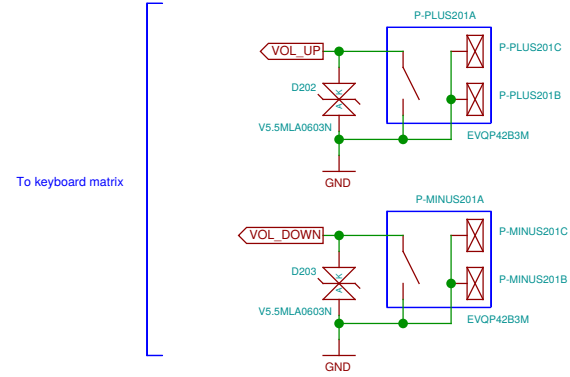 P-PLUS201A
VOL_UP
P-PLUS201C
D202
K
A
P-PLUS201B
V5.5MLA0603N
EVQP42B3M
GND
To keyboard matrix
P-MINUS201A
VOL_DOWN
P-MINUS201C
D203
K
A
P-MINUS201B
V5.5MLA0603N
EVQP42B3M
GND